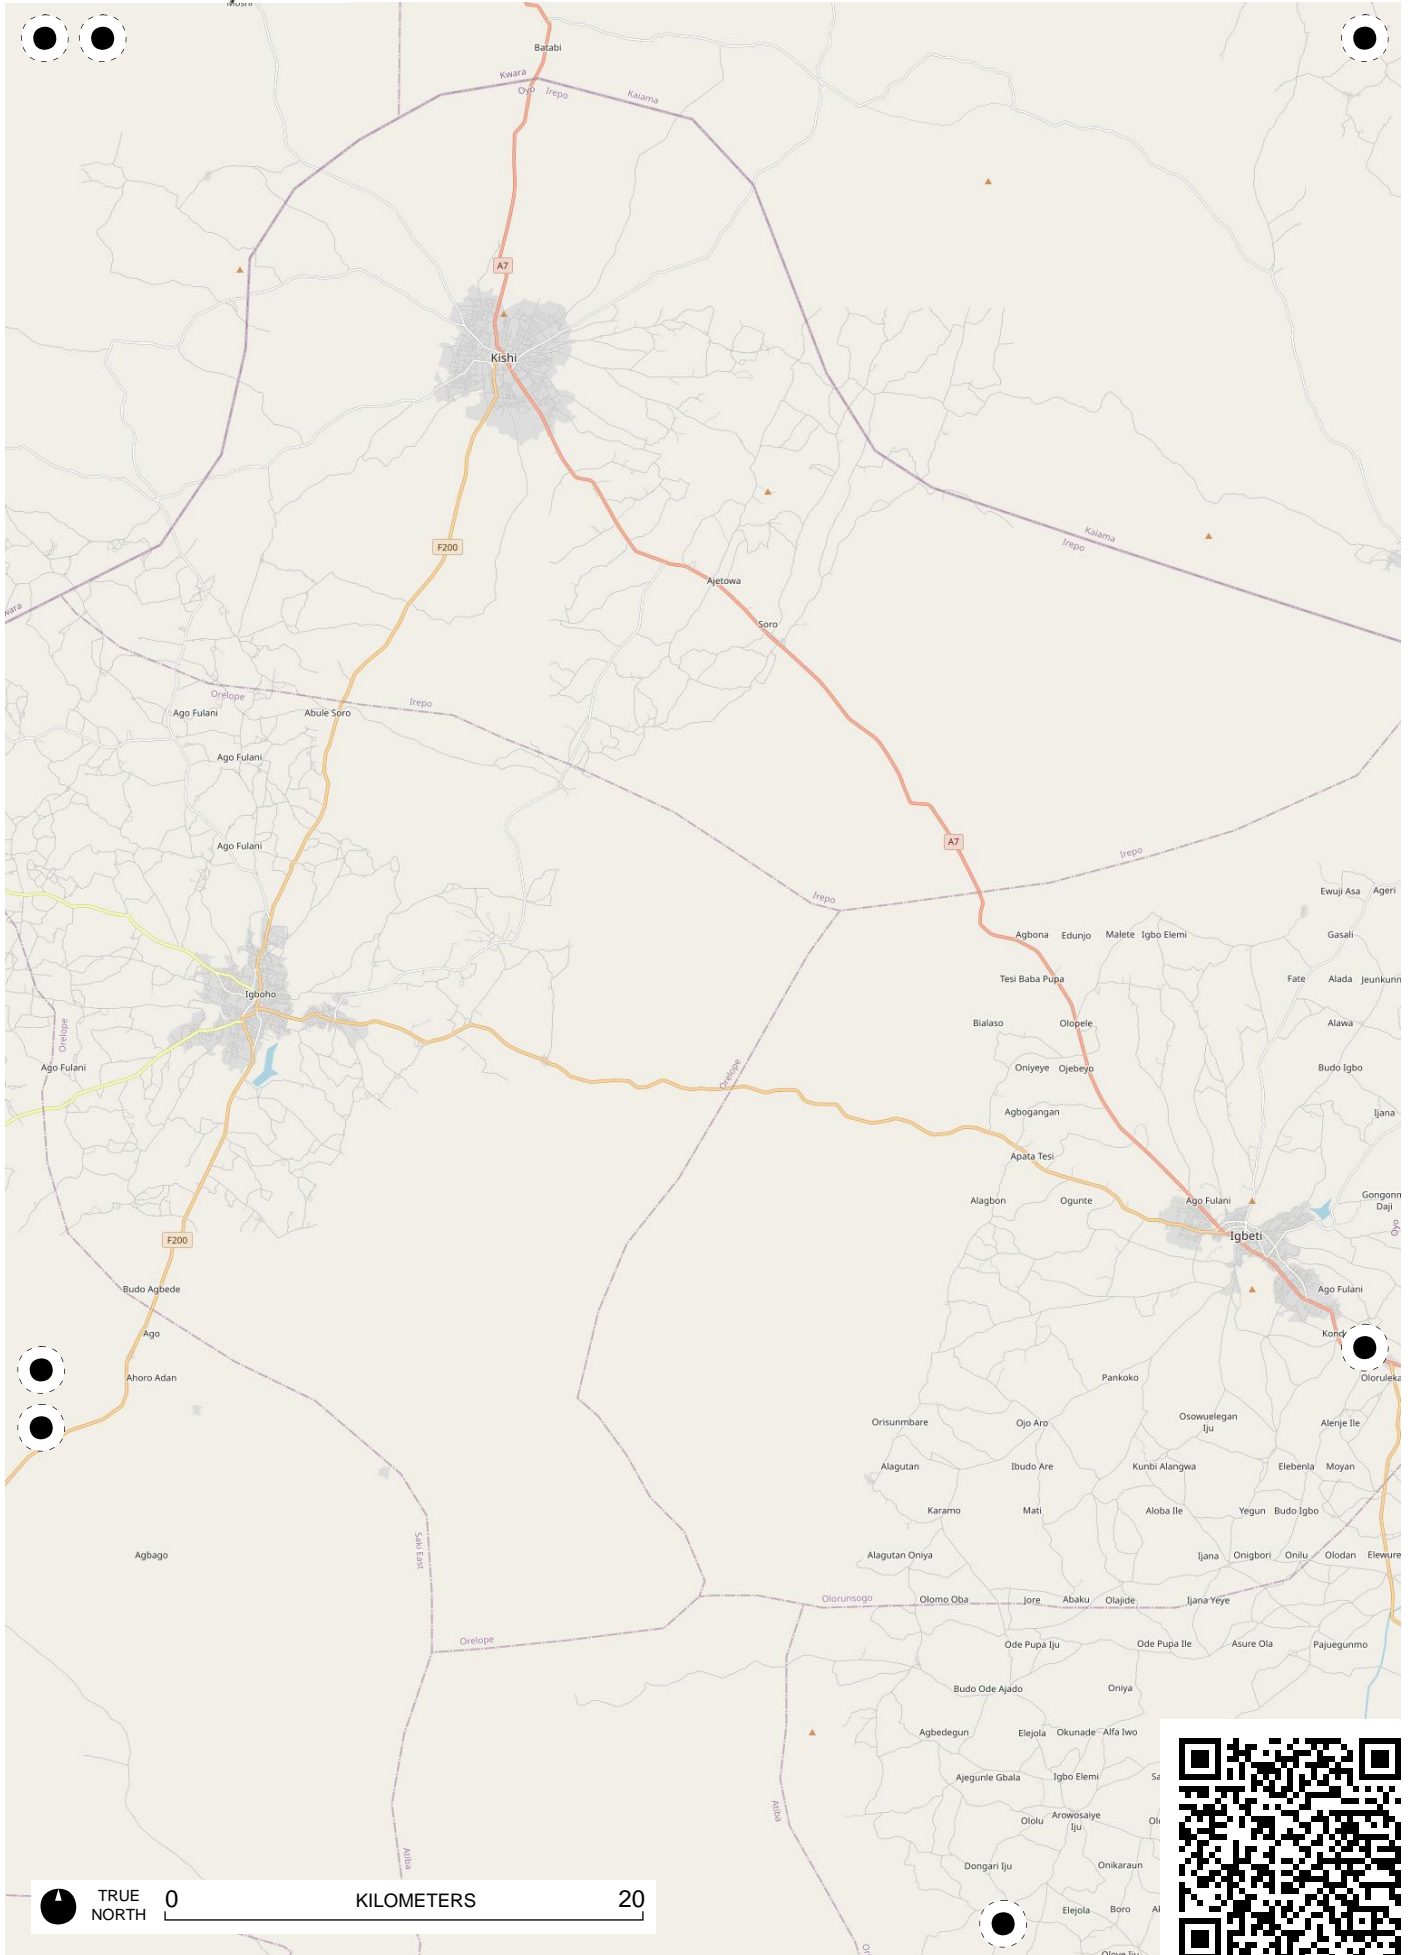 Batabi
Kwara
Oyo
Irepo
Kaiama
A7
Kishi
F200
Kaiama
Irepo
Ajetowa
Soro
Orelope
Irepo
Ago Fulani
Abule Soro
Ago Fulani
A7
Ago Fulani
Irepo
Irepo
Ewuji Asa
Ageri
Agbona
Edunjo
Malete
Igbo Elemi
Gasali
Tesi Baba Pupa
Fate
Alada
Igboho
Bialaso
Olopele
Alawa
Orelope
Ago Fulani
Oniyeye
Ojebeyo
Budo Igbo
Orelope
Agbogangan
Ijana
Apata Tesi
Alagbon
Ogunte
Ago Fulani
Daji
Oyo
F200
Igbeti
Budo Agbede
Ago Fulani
Ago
Ahoro Adan
Pankoko
Orisunmbare
Ojo Aro
Osowuelegan
Iju
Alenje Ile
Alagutan
Ibudo Are
Kunbi Alangwa
Elebenla
Moyan
Karamo
Mati
Aloba Ile
Yegun
Budo Igbo
Saki East
Agbago
Alagutan Oniya
Ijana
Onigbori
Onilu
Olodan
Olorunsogo
Olomo Oba
Jore
Abaku
Olajide
Ijana Yeye
Orelope
Ode Pupa Iju
Ode Pupa Ile
Asure Ola
Pajuegunmo
Budo Ode Ajado
Oniya
Agbedegun
Elejola
Okunade
Alfa Iwo
Ajegunle Gbala
Igbo Elemi
Atiba
Ololu
Arowosaiye
Iju
Atiba
Dongari Iju
Onikaraun
TRUE
NORTH
0
KILOMETERS
20
Elejola
Boro